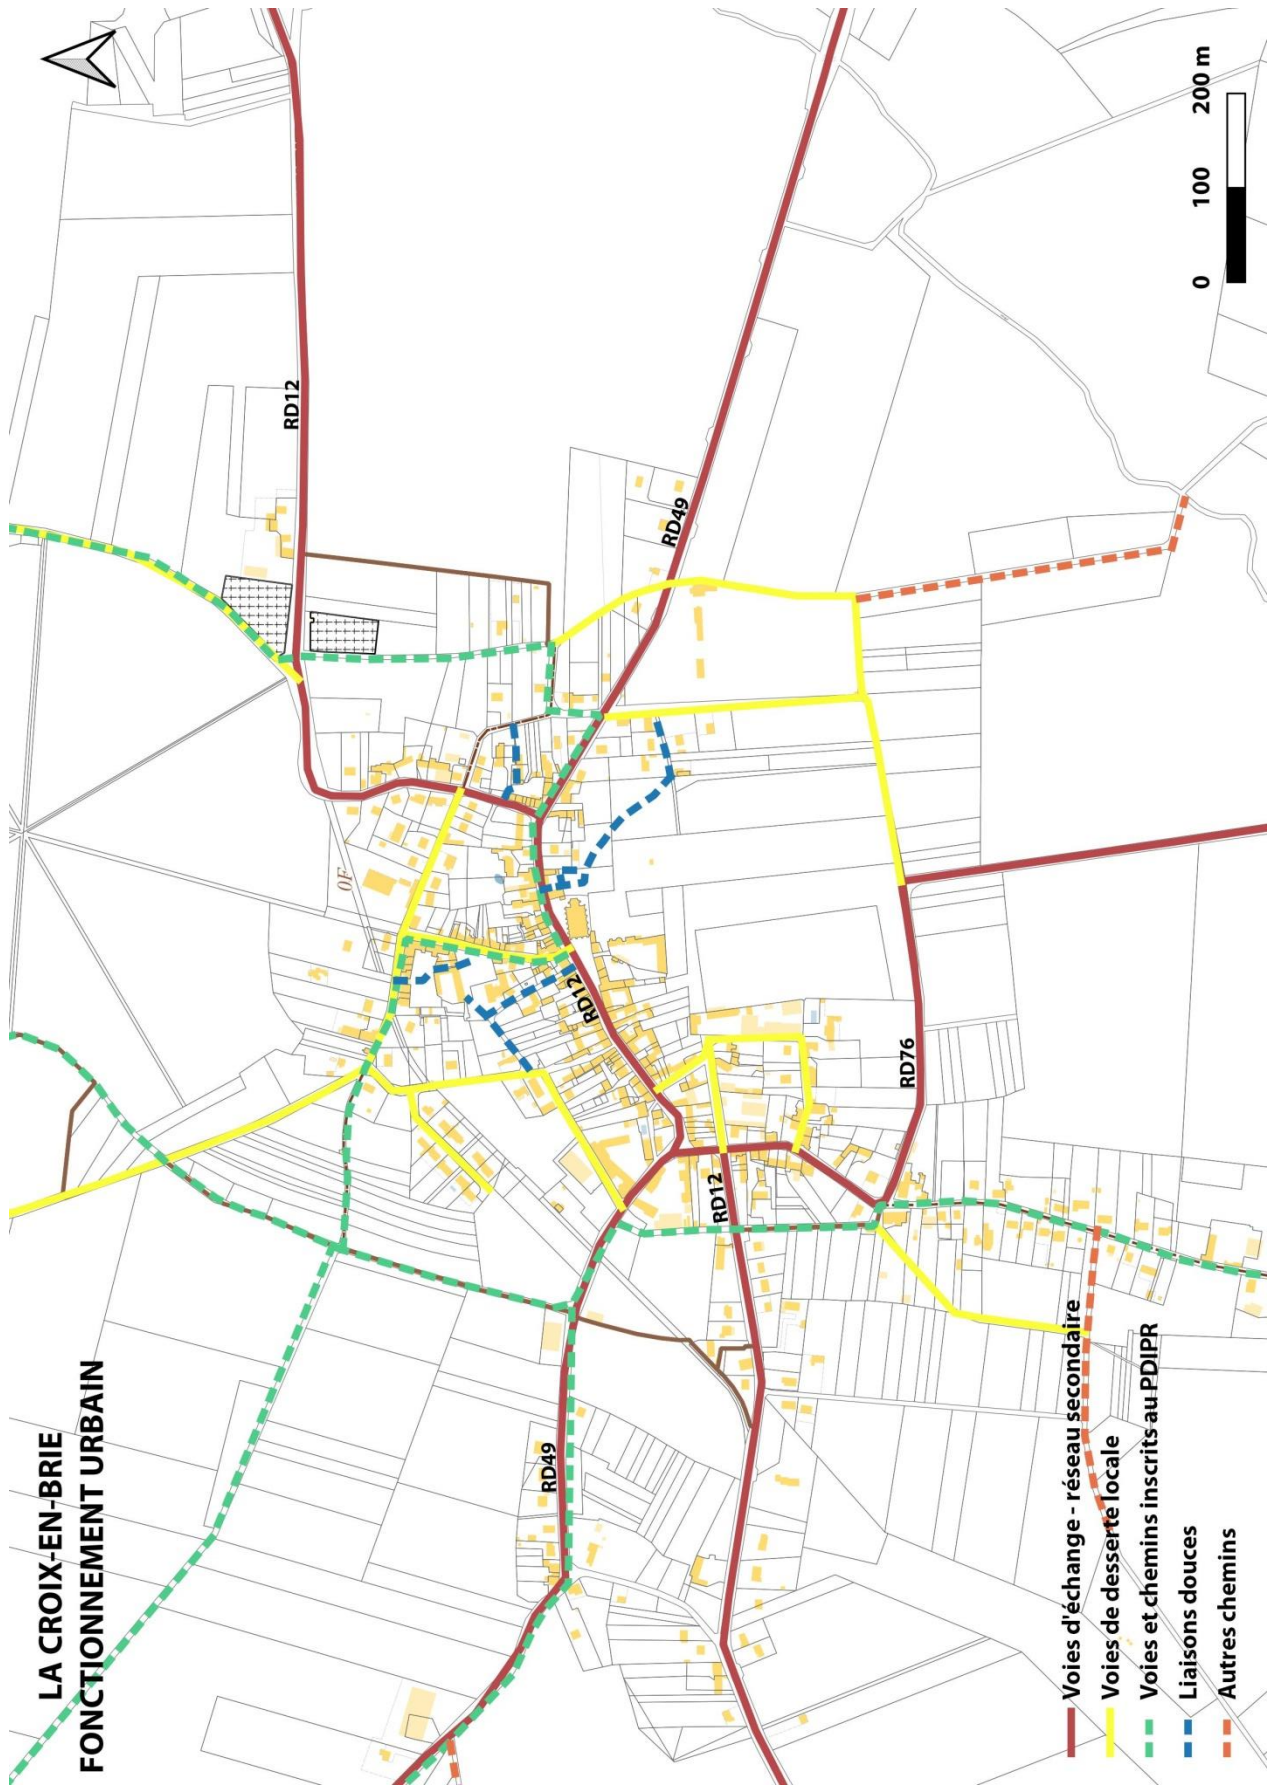 LA CROIX-EN-BRIE
FONCTIONNEMENT URBAIN
RD12
RD49
0F
RD12
RD49
RD12
RD76
Voies d'échange - réseau secondaire
Voies de desserte locale
Voies et chemins inscrits au PDIPR
Liaisons douces
Autres chemins
0 100 200 m